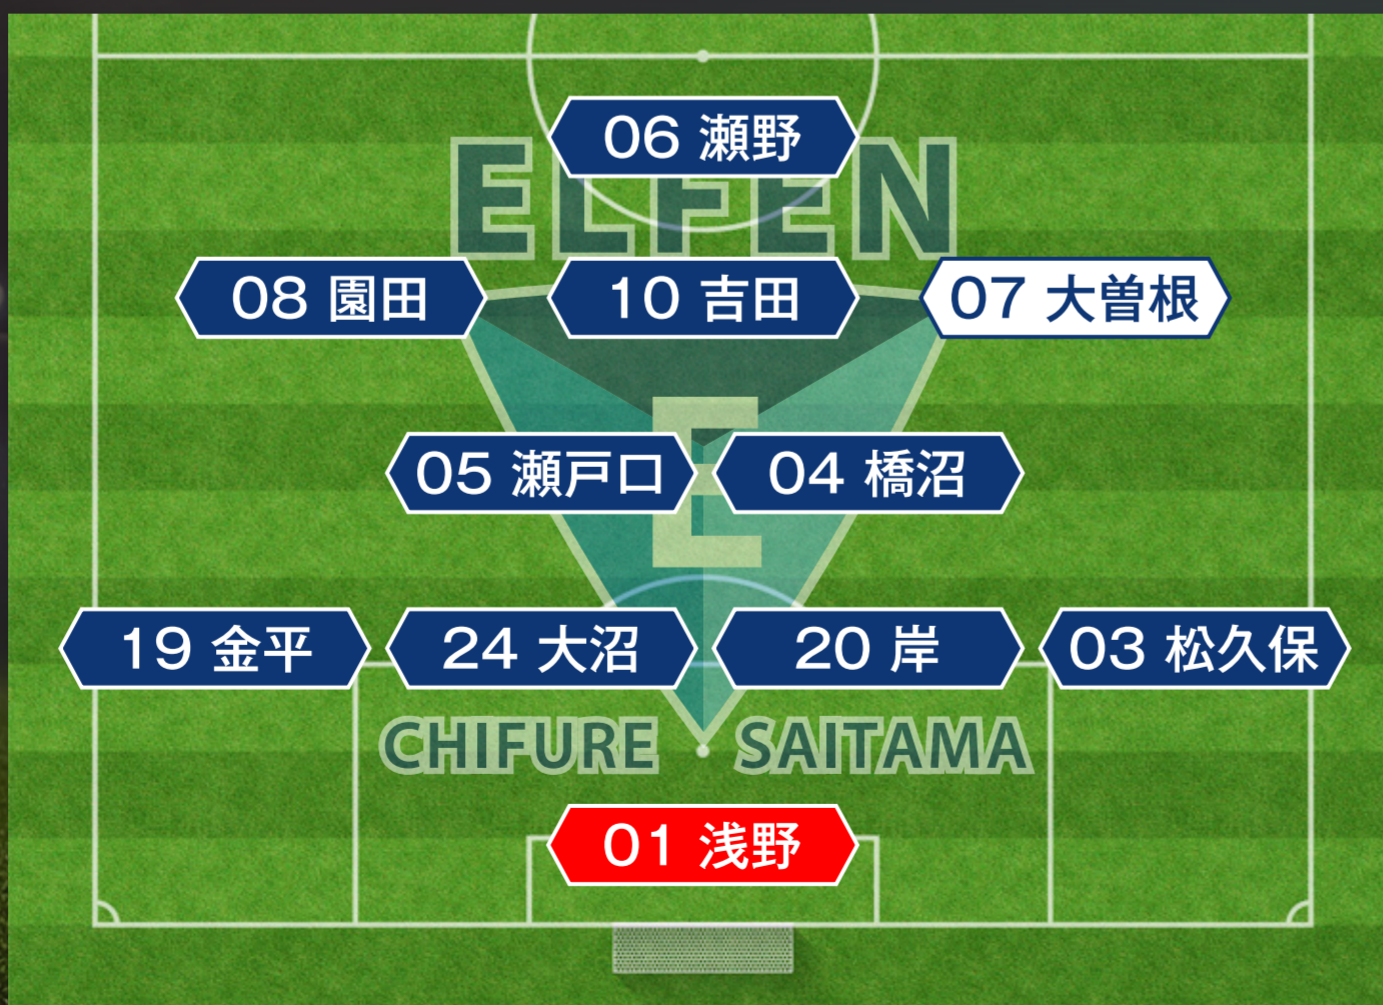 06 瀬野
ELFEN
08 園田
10 吉田
07 大曽根
E
05 瀬戸口
04 橋沼
19 金平
24 大沼
20 岸
03 松久保
CHIFURE SAITAMA
01 浅野